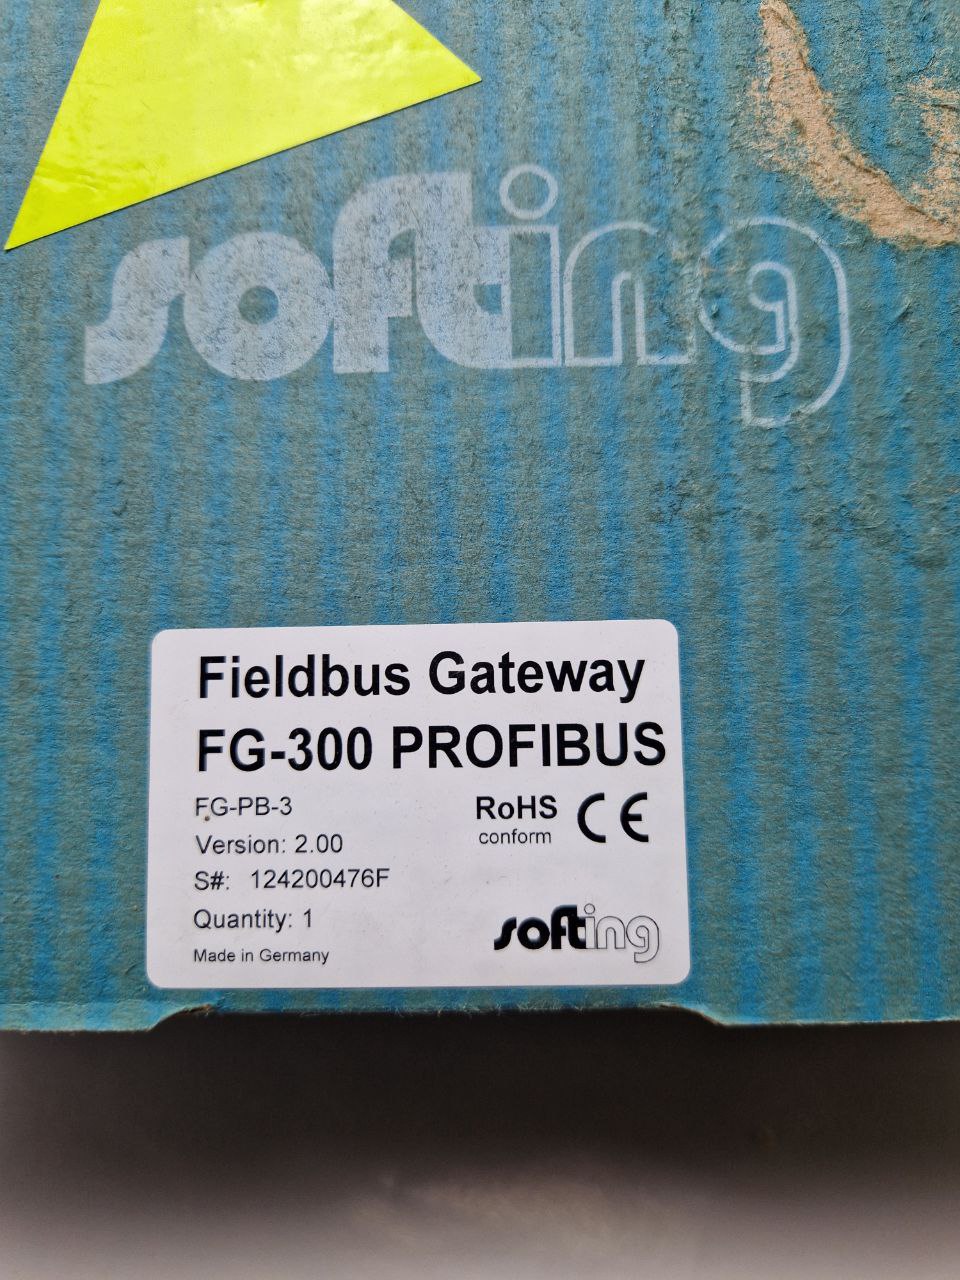 softing
Fieldbus Gateway
FG-300 PROFIBUS
FG-PB-3
RoHS
conform
CE
Version: 2.00
S#: 124200476F
Quantity: 1
Made in Germany
softing